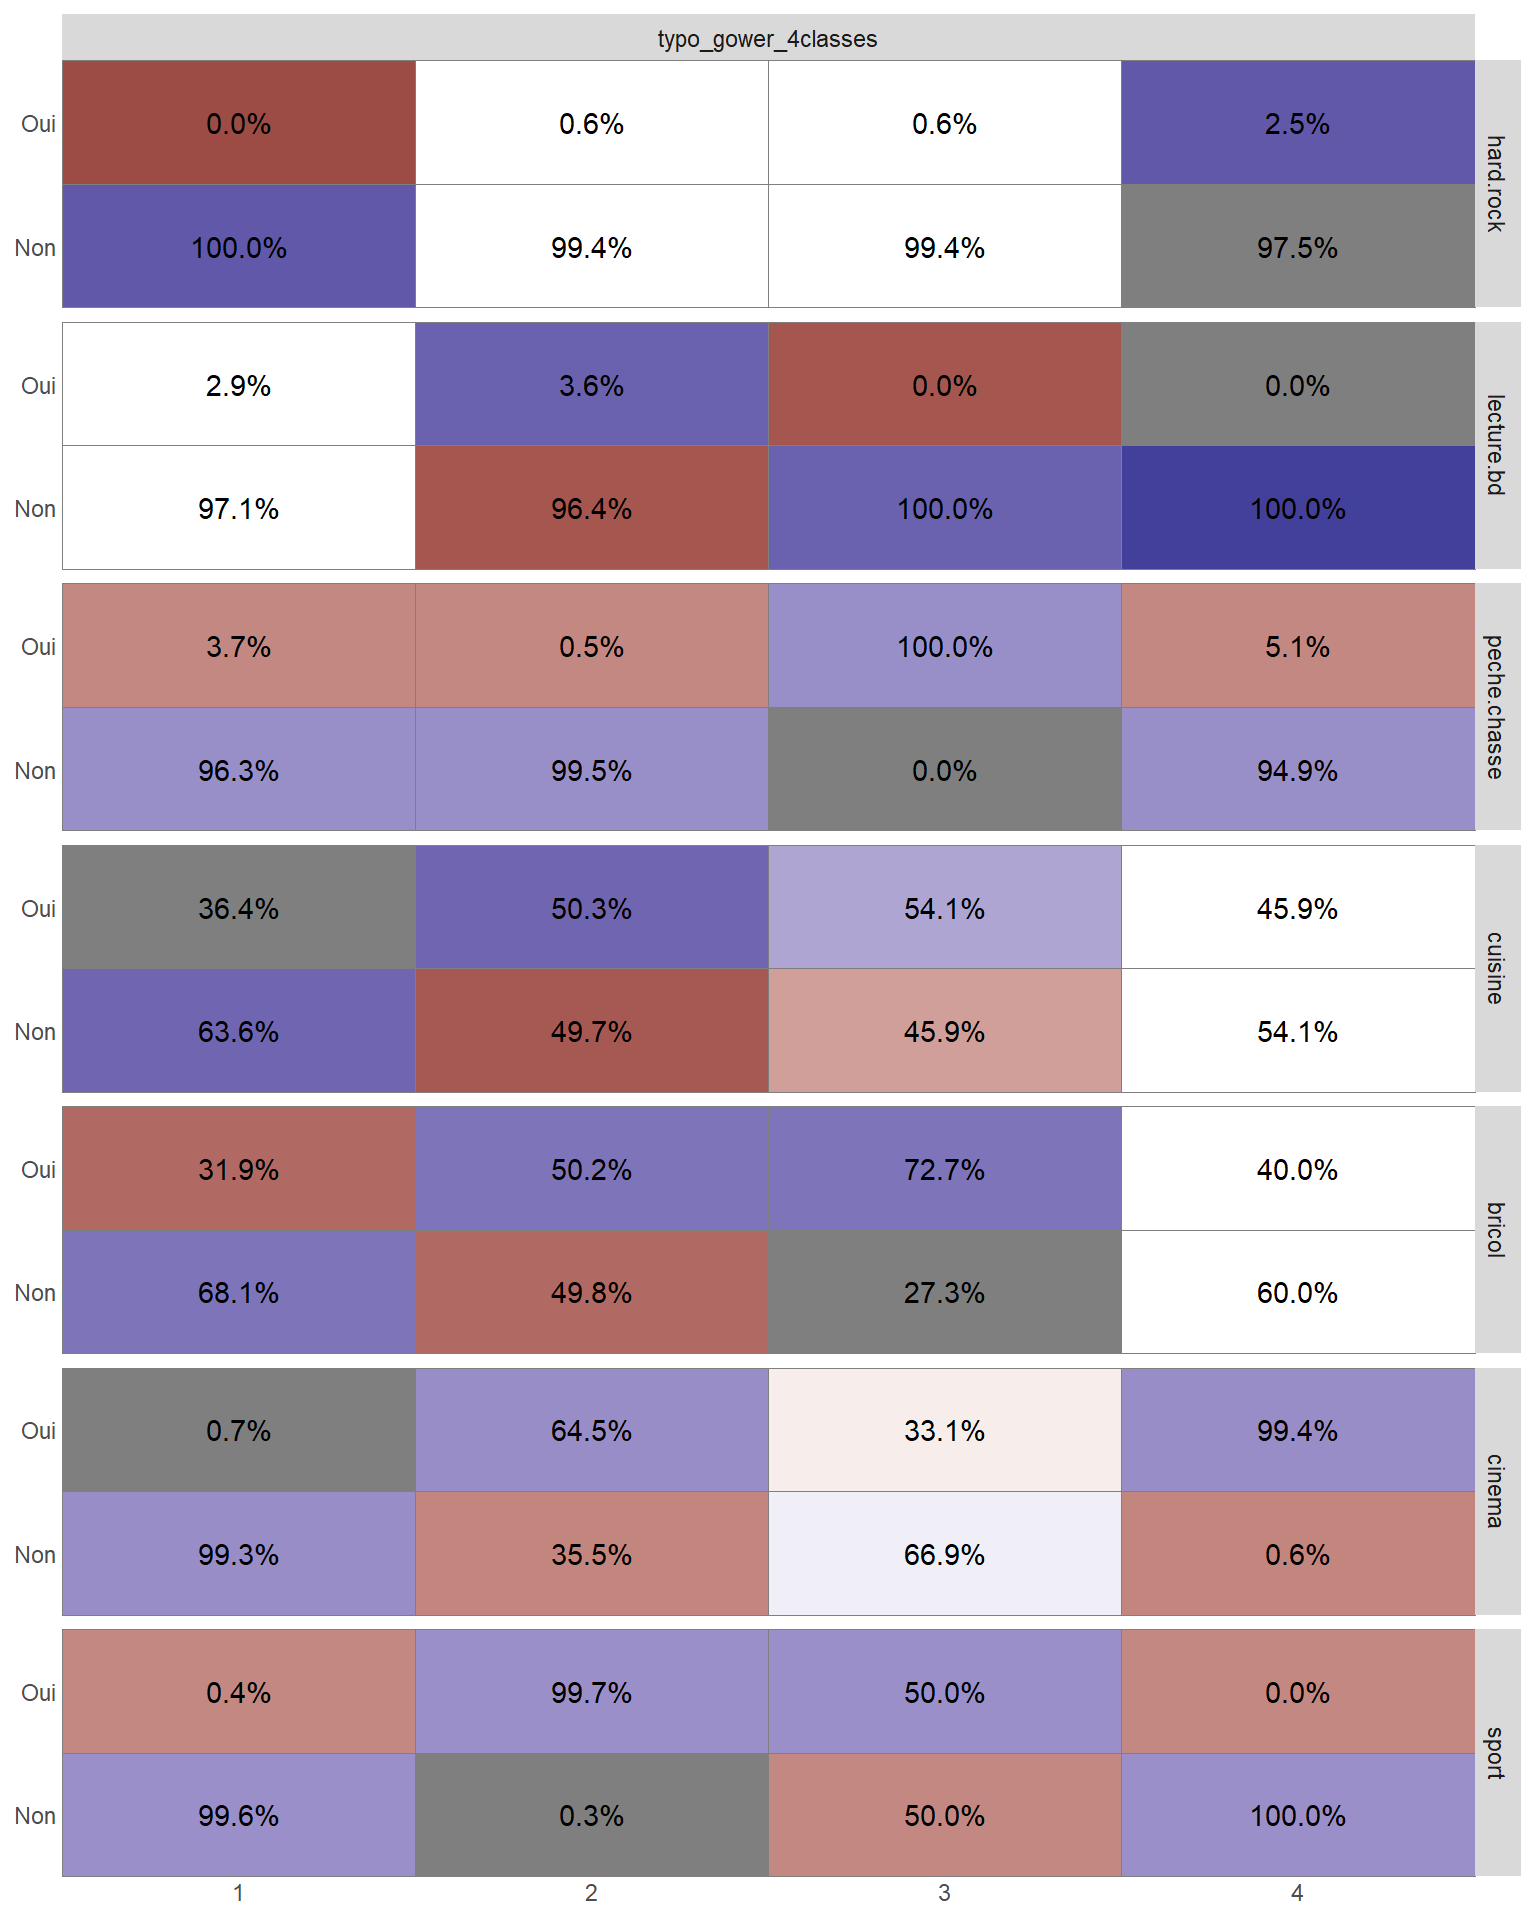 typo_gower_4classes
Oui 0.0% 0.6% 0.6% 2.5%
Non 100.0% 99.4% 99.4% 97.5%
hard.rock
Oui 2.9% 3.6% 0.0% 0.0%
Non 97.1% 96.4% 100.0% 100.0%
lecture.bd
Oui 3.7% 0.5% 100.0% 5.1%
Non 96.3% 99.5% 0.0% 94.9%
peche.chasse
Oui 36.4% 50.3% 54.1% 45.9%
Non 63.6% 49.7% 45.9% 54.1%
cuisine
Oui 31.9% 50.2% 72.7% 40.0%
Non 68.1% 49.8% 27.3% 60.0%
bricol
Oui 0.7% 64.5% 33.1% 99.4%
Non 99.3% 35.5% 66.9% 0.6%
cinema
Oui 0.4% 99.7% 50.0% 0.0%
Non 99.6% 0.3% 50.0% 100.0%
sport
1 2 3 4